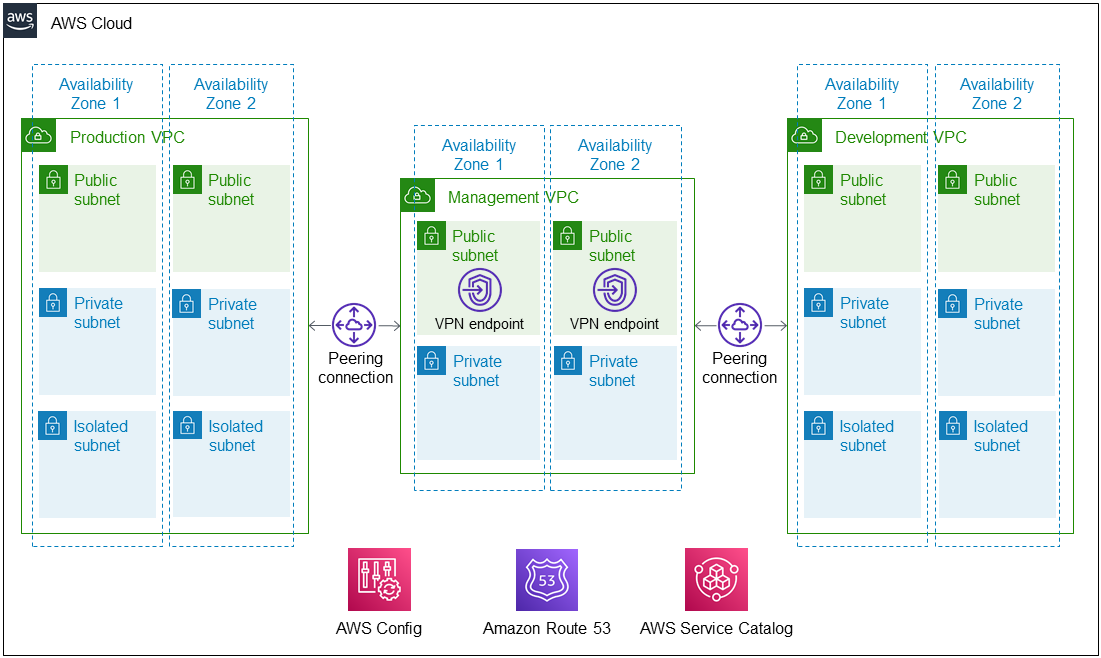 aws
AWS Cloud
Availability
Zone 1
Availability
Zone 2
Production VPC
Public
subnet
Public
subnet
Private
subnet
Private
subnet
Isolated
subnet
Isolated
subnet
Peering
connection
Availability
Zone 1
Availability
Zone 2
Management VPC
Public
subnet
VPN endpoint
Public
subnet
VPN endpoint
Private
subnet
Private
subnet
Peering
connection
Availability
Zone 1
Availability
Zone 2
Development VPC
Public
subnet
Public
subnet
Private
subnet
Private
subnet
Isolated
subnet
Isolated
subnet
AWS Config
53
Amazon Route 53
AWS Service Catalog